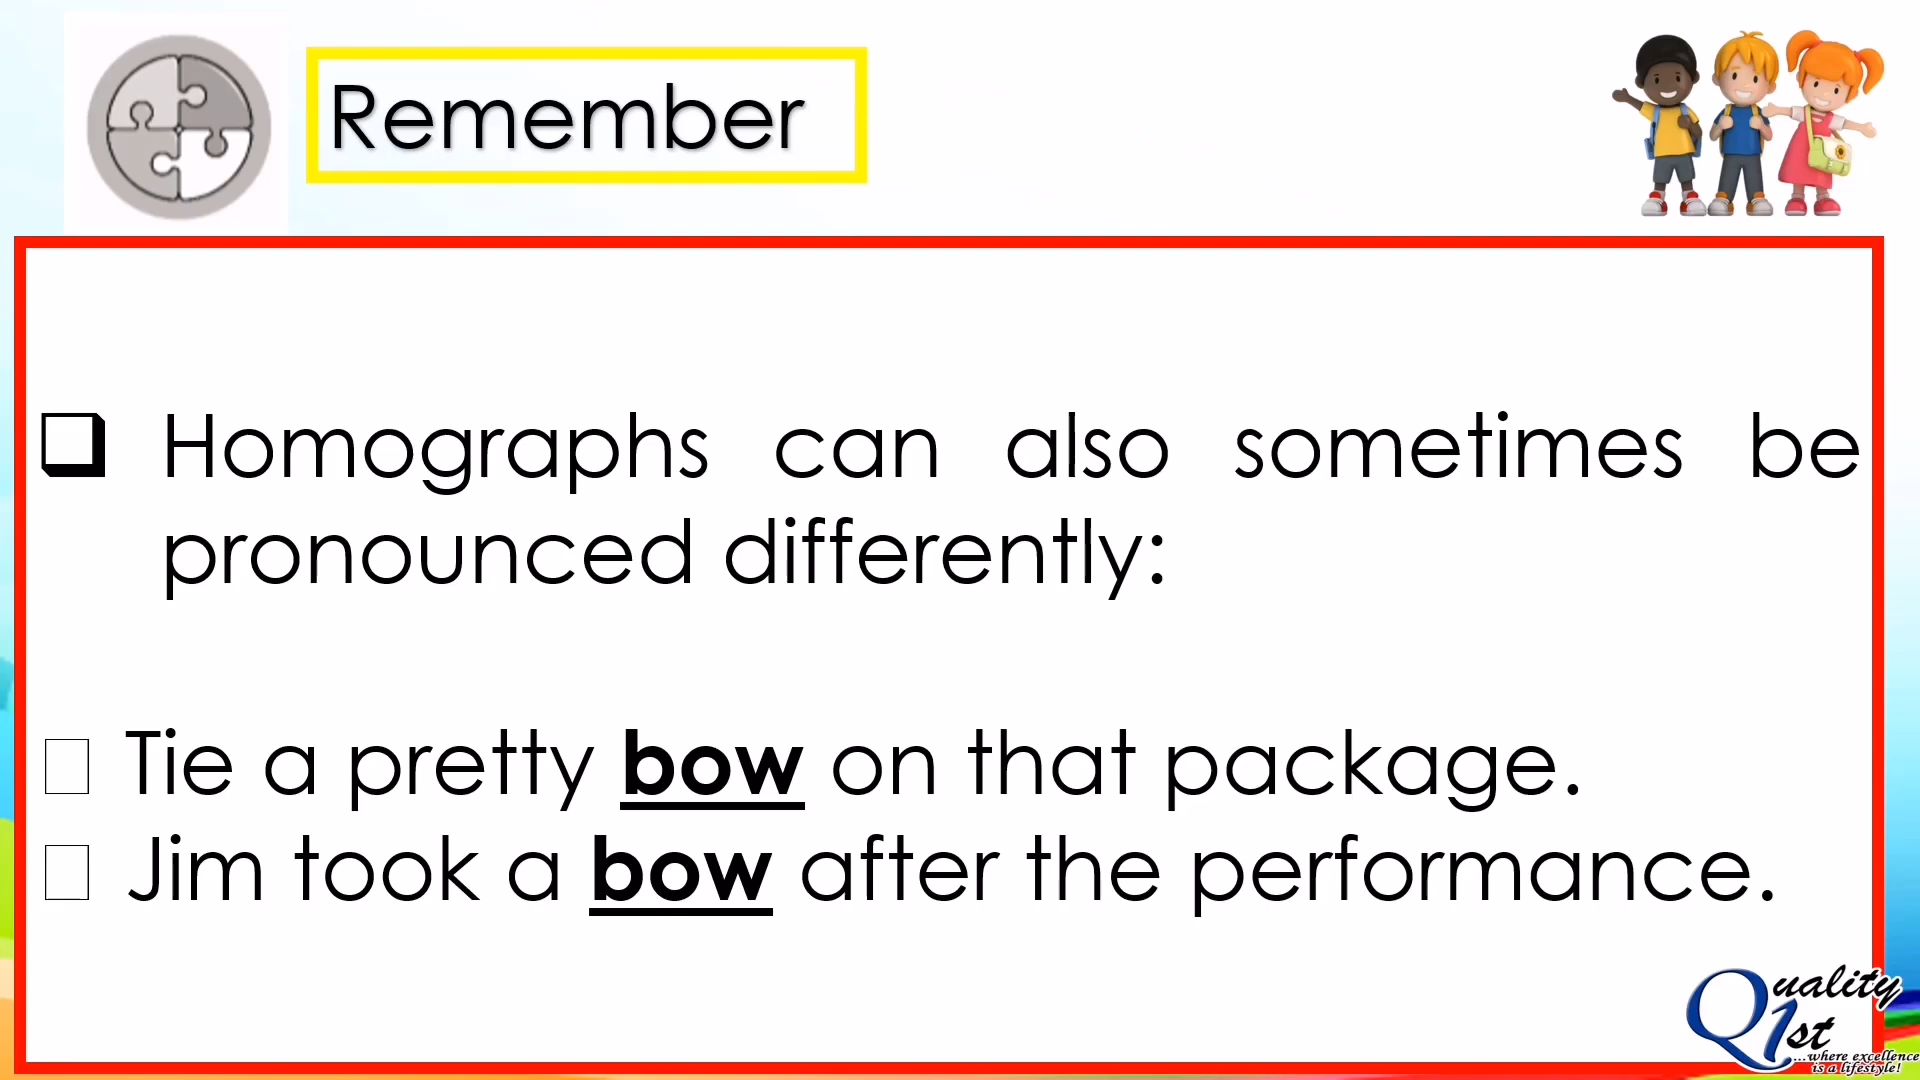 Remember
❑ Homographs can also sometimes be
pronounced differently:
Tie a pretty bow on that package.
Jim took a bow after the performance.
Quality
1st
...where excellence
is a lifestyle!